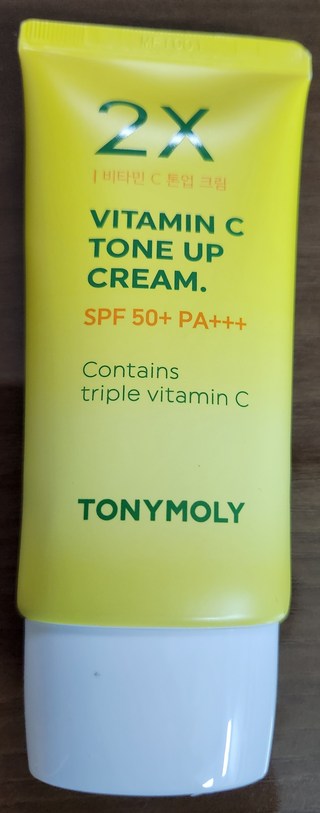 2X
비타민 C 톤업 크림
VITAMIN C
TONE UP
CREAM.
SPF 50+ PA+++
Contains
triple vitamin C
TONYMOLY